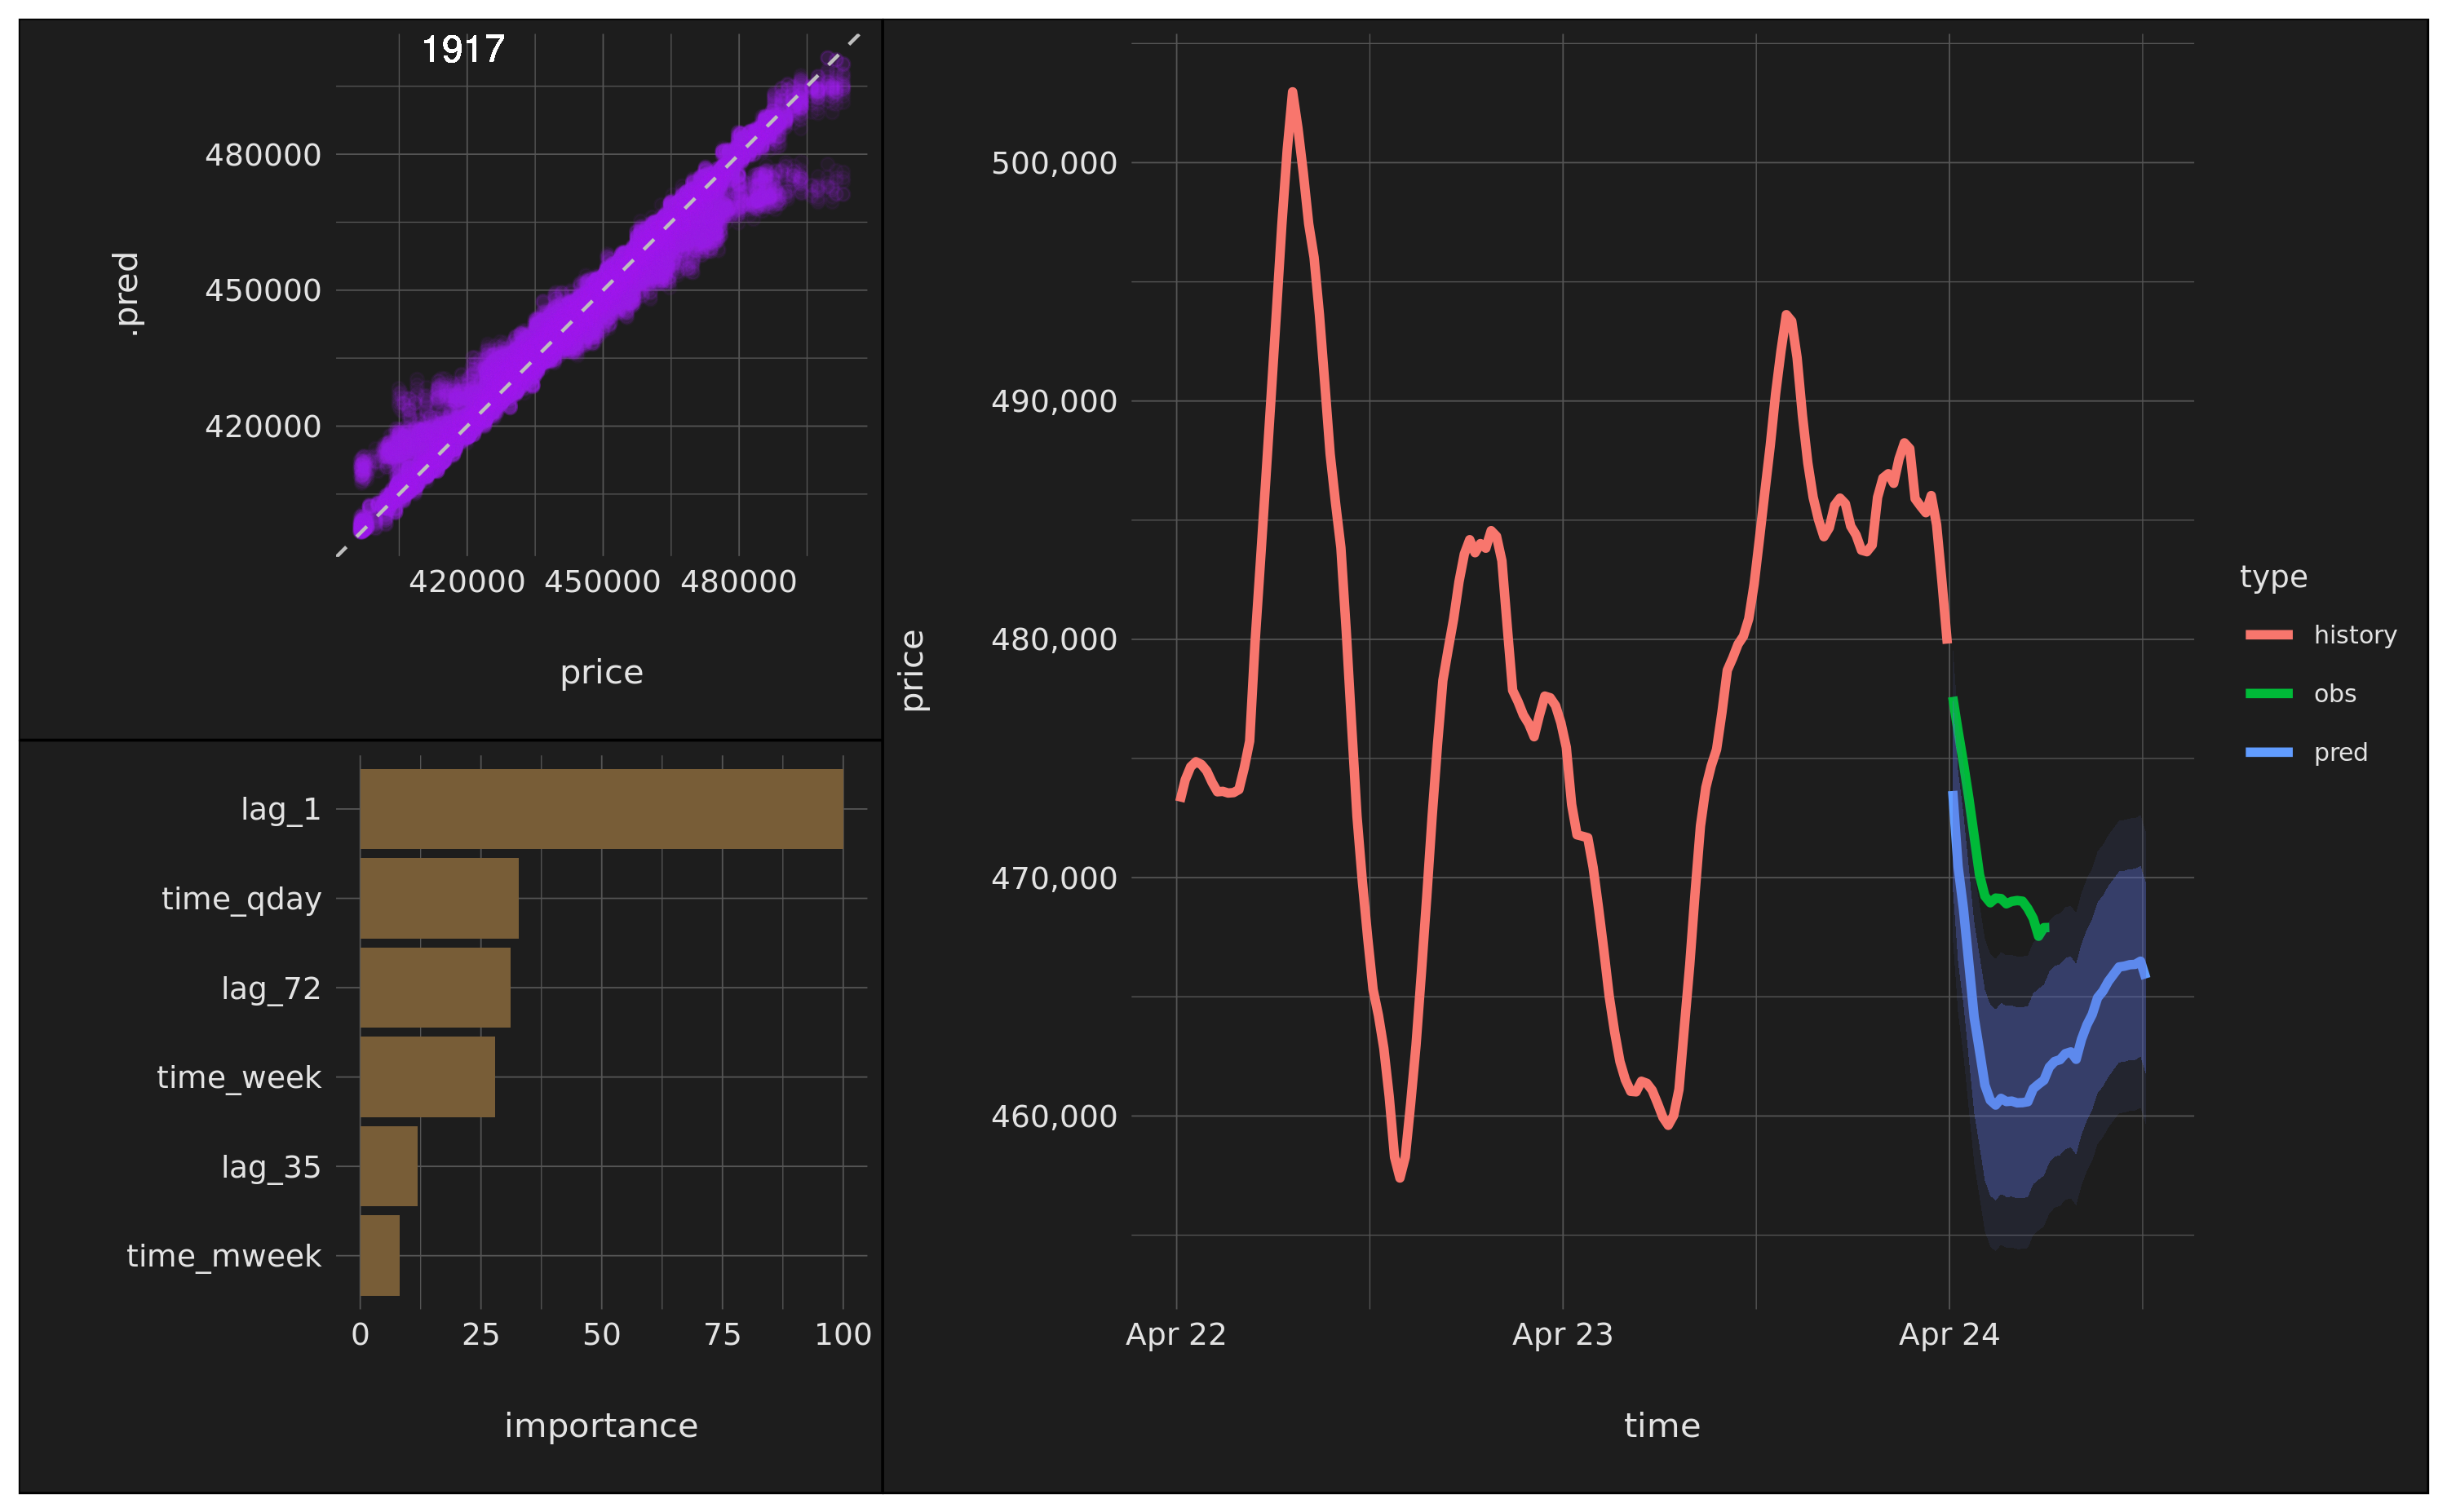 1917
480000
450000
420000
.pred
420000 450000 480000
price
lag_1
time_qday
lag_72
time_week
lag_35
time_mweek
0 25 50 75 100
importance
500,000
490,000
480,000
470,000
460,000
price
Apr 22 Apr 23 Apr 24
time
type
history
obs
pred